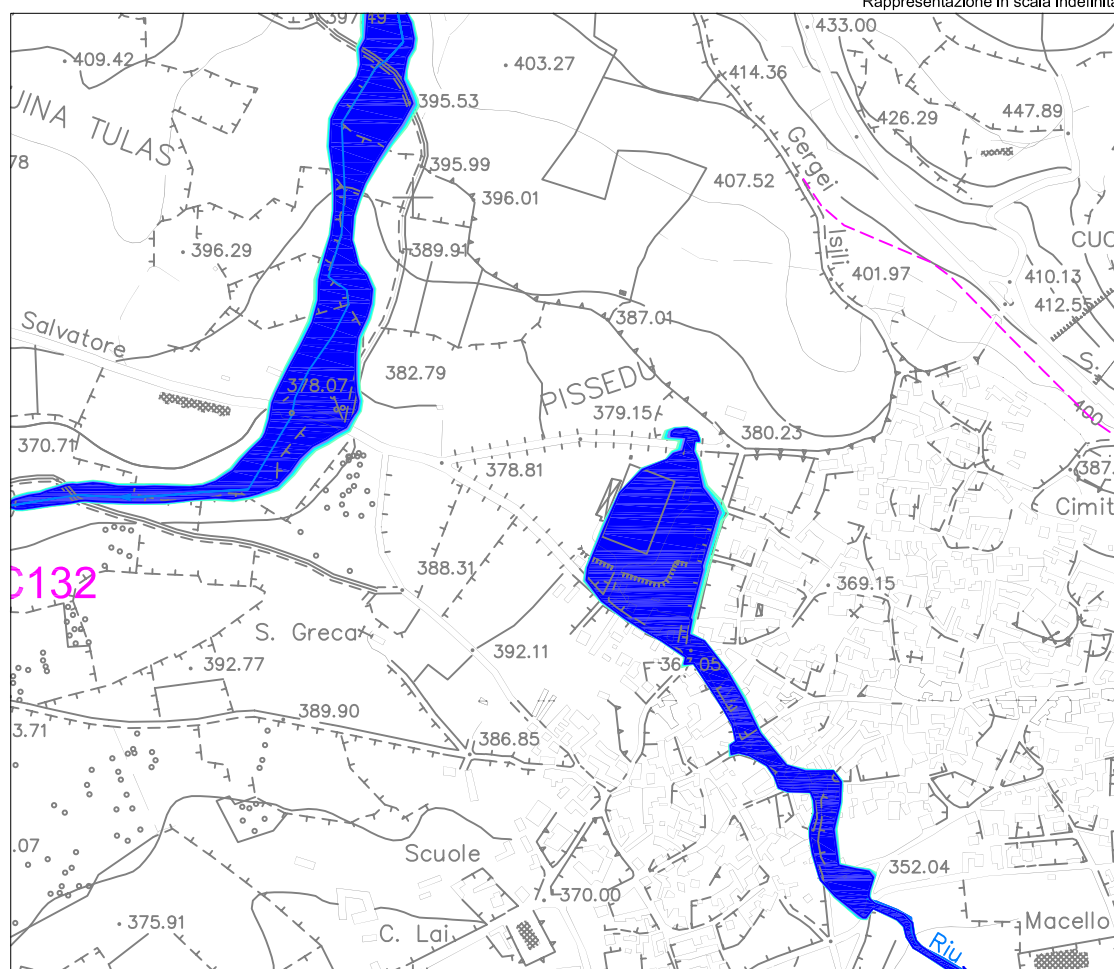 Rappresentazione in scala indefinita
433.00
409.42
403.27
414.36
395.53
426.29
447.89
UINA TULAS
Gergei
395.99
407.52
396.01
396.29
389.91
Isili
CUC
401.97
410.13
412.55
Salvatore
387.01
S.
378.07
382.79
PISSEDU
379.15
400
370.71
380.23
378.81
387.
Cimit
C132
388.31
369.15
S. Greca
392.11
392.77
389.90
3.71
386.85
.07
Scuole
352.04
370.00
375.91
C. Lai
Macello
Riu